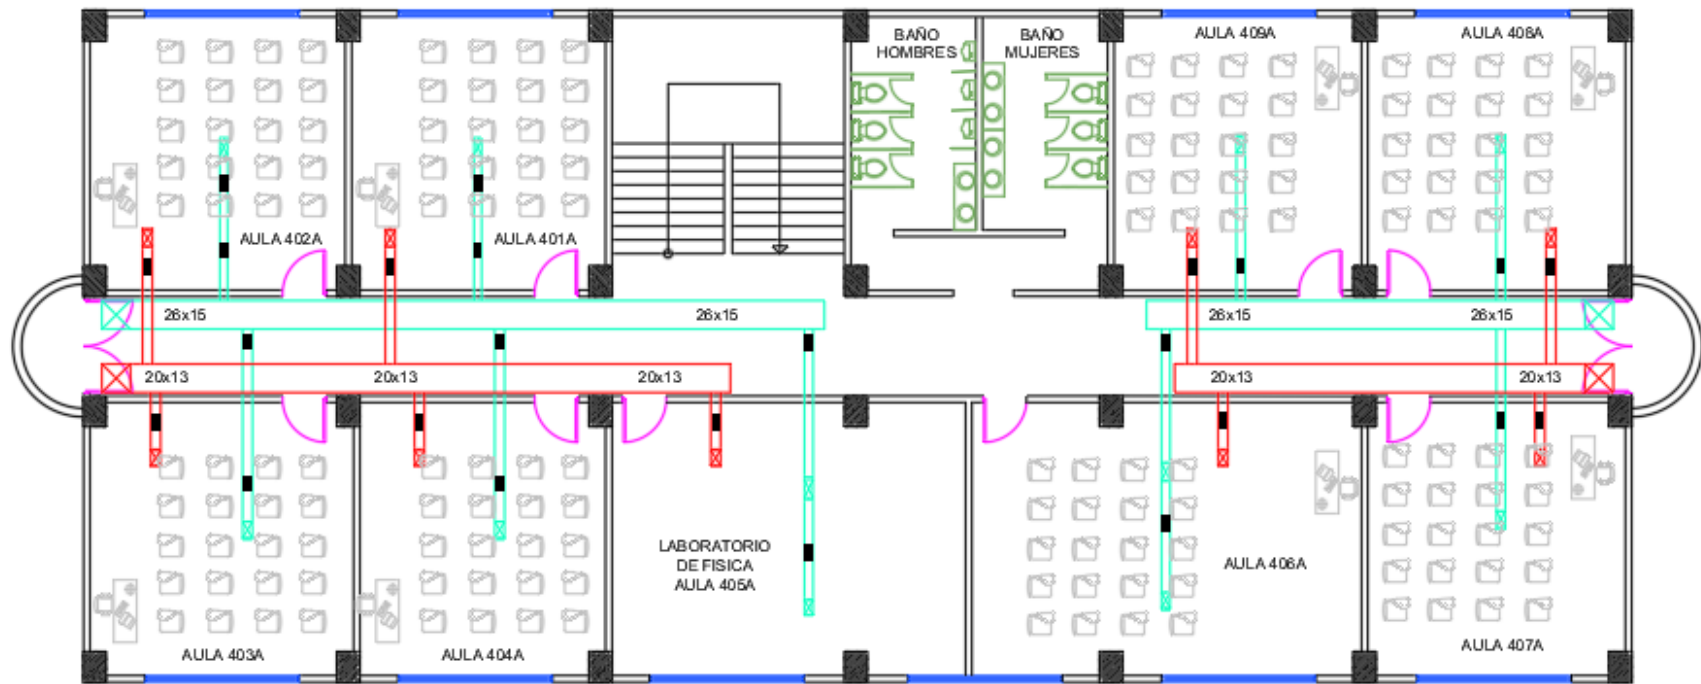 BAÑO
HOMBRES
BAÑO
MUJERES
AULA 409A
AULA 408A
AULA 402A
AULA 401A
26x15
26x15
26x15
26x15
20x13
20x13
20x13
20x13
20x13
LABORATORIO
DE FISICA
AULA 405A
AULA 406A
AULA 403A
AULA 404A
AULA 407A